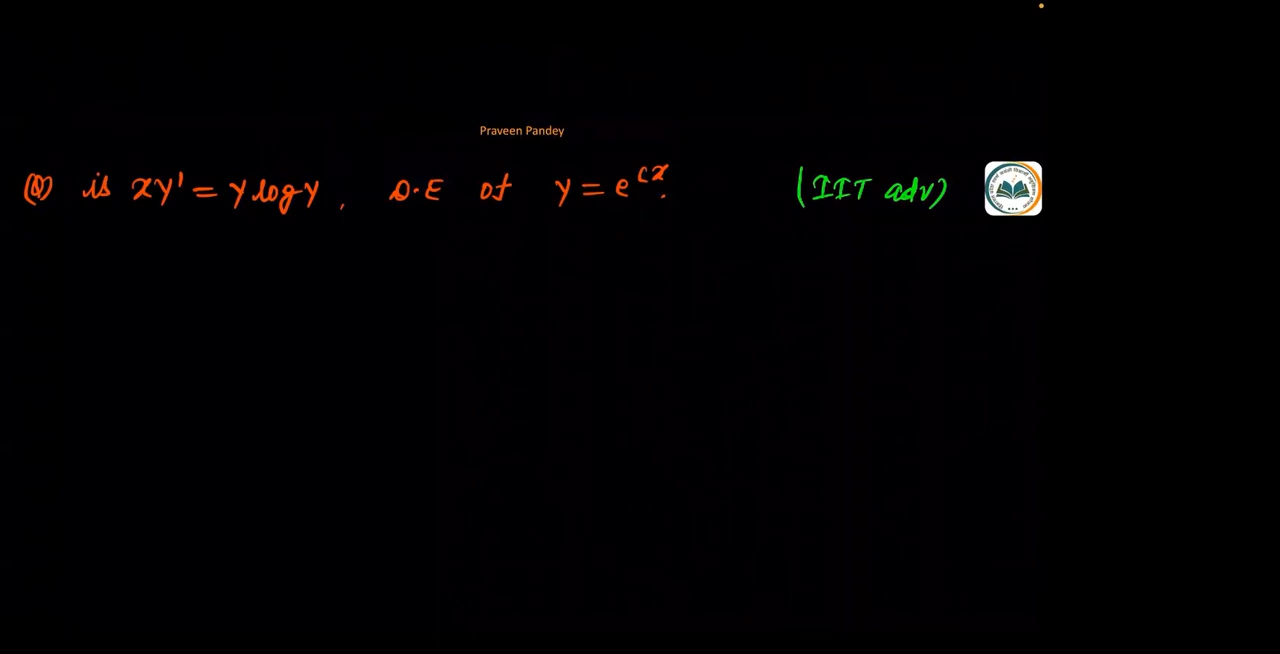 Praveen Pandey
(Q) is xy' = y log y, D.E of y = e^{cx}. (IIT adv)